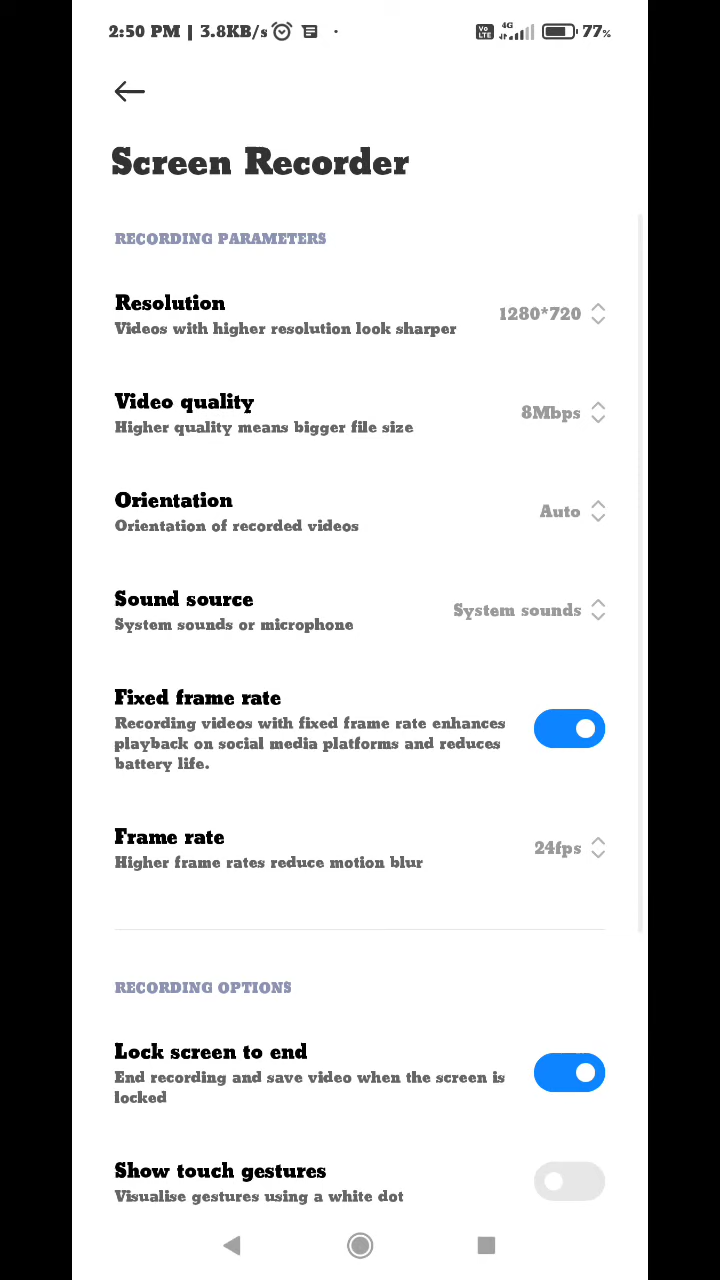 2:50 PM | 3.8KB/s
Vo LTE 4G 77%
Screen Recorder
RECORDING PARAMETERS
Resolution
Videos with higher resolution look sharper
1280*720
Video quality
Higher quality means bigger file size
8Mbps
Orientation
Orientation of recorded videos
Auto
Sound source
System sounds or microphone
System sounds
Fixed frame rate
Recording videos with fixed frame rate enhances
playback on social media platforms and reduces
battery life.
Frame rate
Higher frame rates reduce motion blur
24fps
RECORDING OPTIONS
Lock screen to end
End recording and save video when the screen is
locked
Show touch gestures
Visualise gestures using a white dot